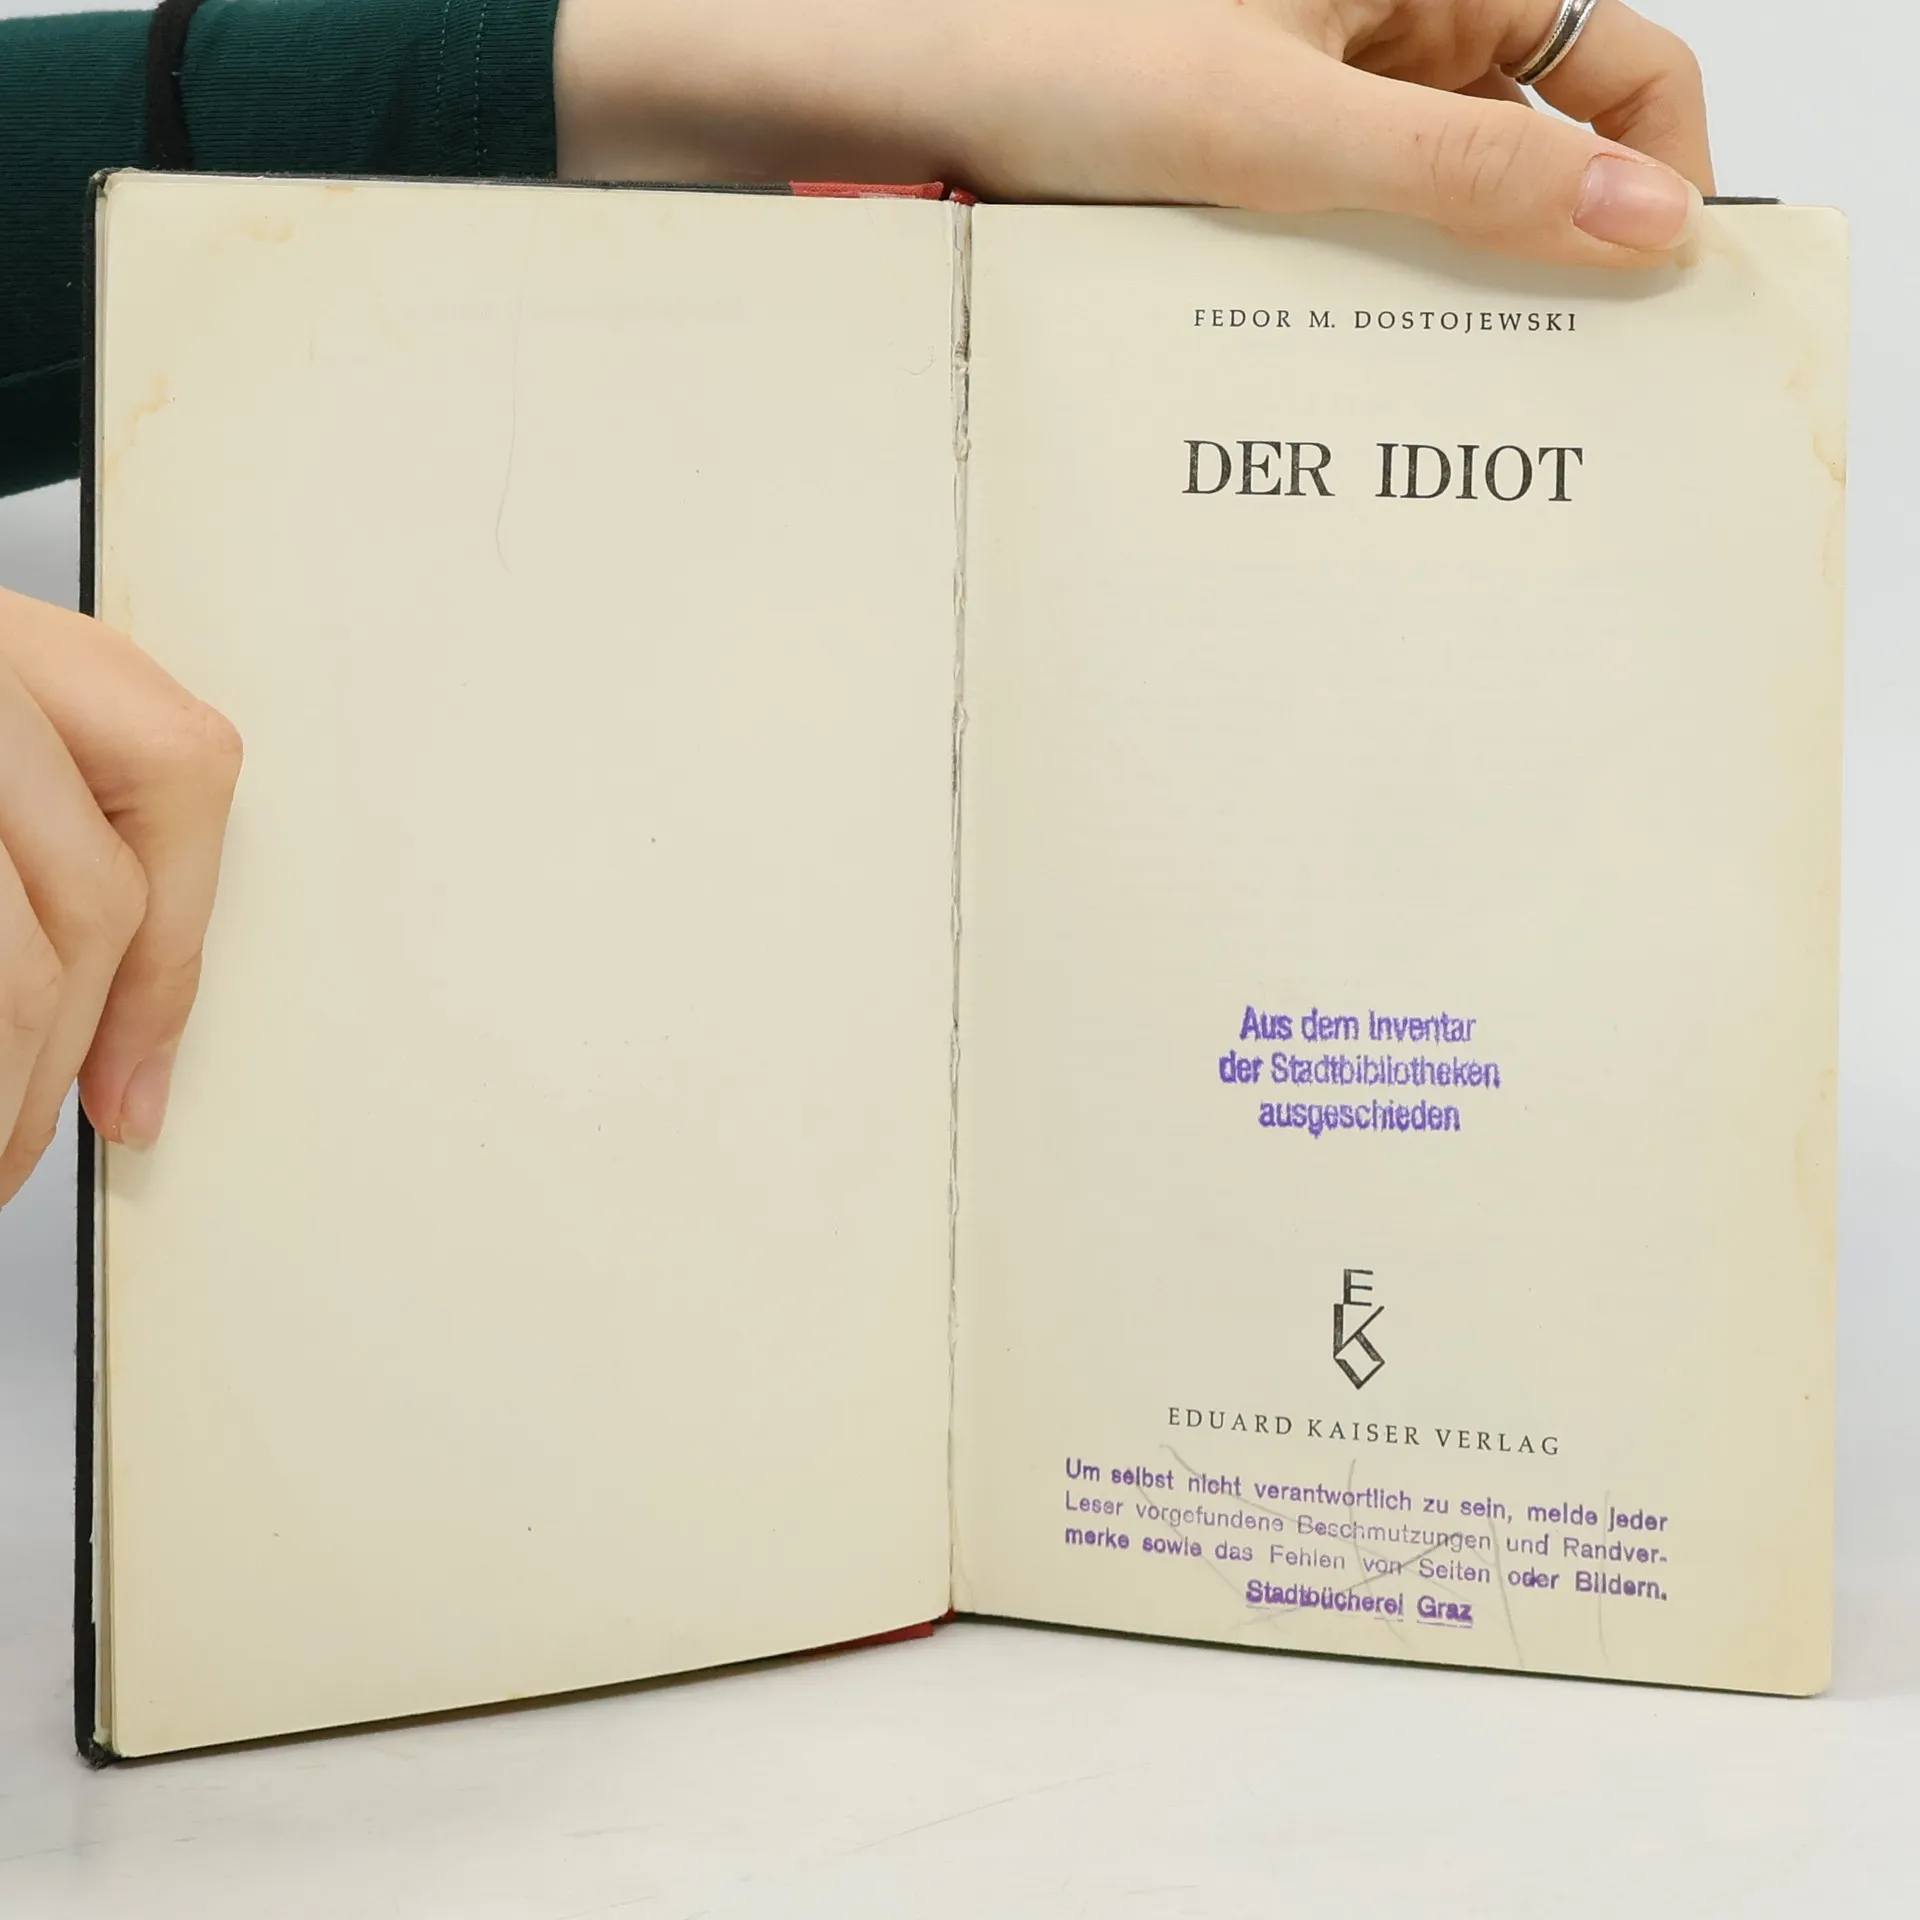 FEDOR M. DOSTOJEWSKI
DER IDIOT
Aus dem Inventar
der Stadtbibliotheken
ausgeschieden
EK
EDUARD KAISER VERLAG
Um selbst nicht verantwortlich zu sein, melde jeder
Leser vorgefundene Beschmutzungen und Randver-
merke sowie das Fehlen von Seiten oder Bildern.
Stadtbücherei Graz